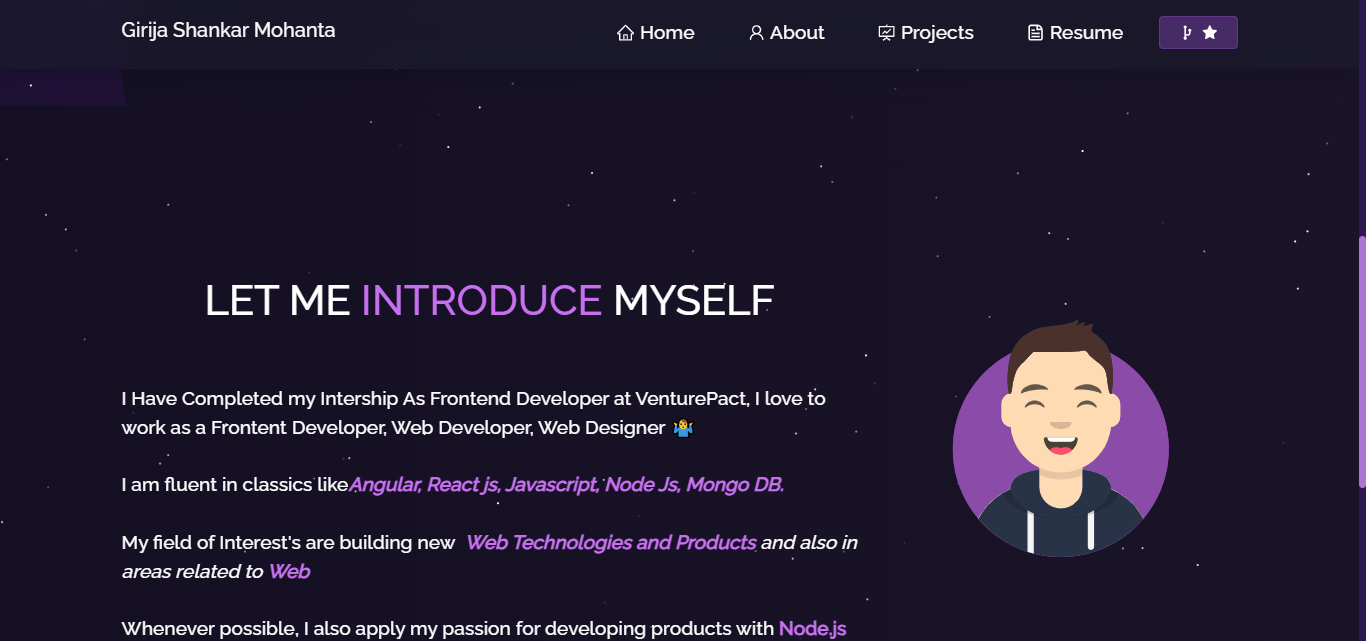 Girija Shankar Mohanta
Home
About
Projects
Resume
LET ME INTRODUCE MYSELF
I Have Completed my Intership As Frontend Developer at VenturePact, I love to
work as a Frontent Developer, Web Developer, Web Designer 🤷‍♂️
I am fluent in classics likeAngular, React js, Javascript, Node Js, Mongo DB.
My field of Interest's are building new Web Technologies and Products and also in
areas related to Web
Whenever possible, I also apply my passion for developing products with Node.js